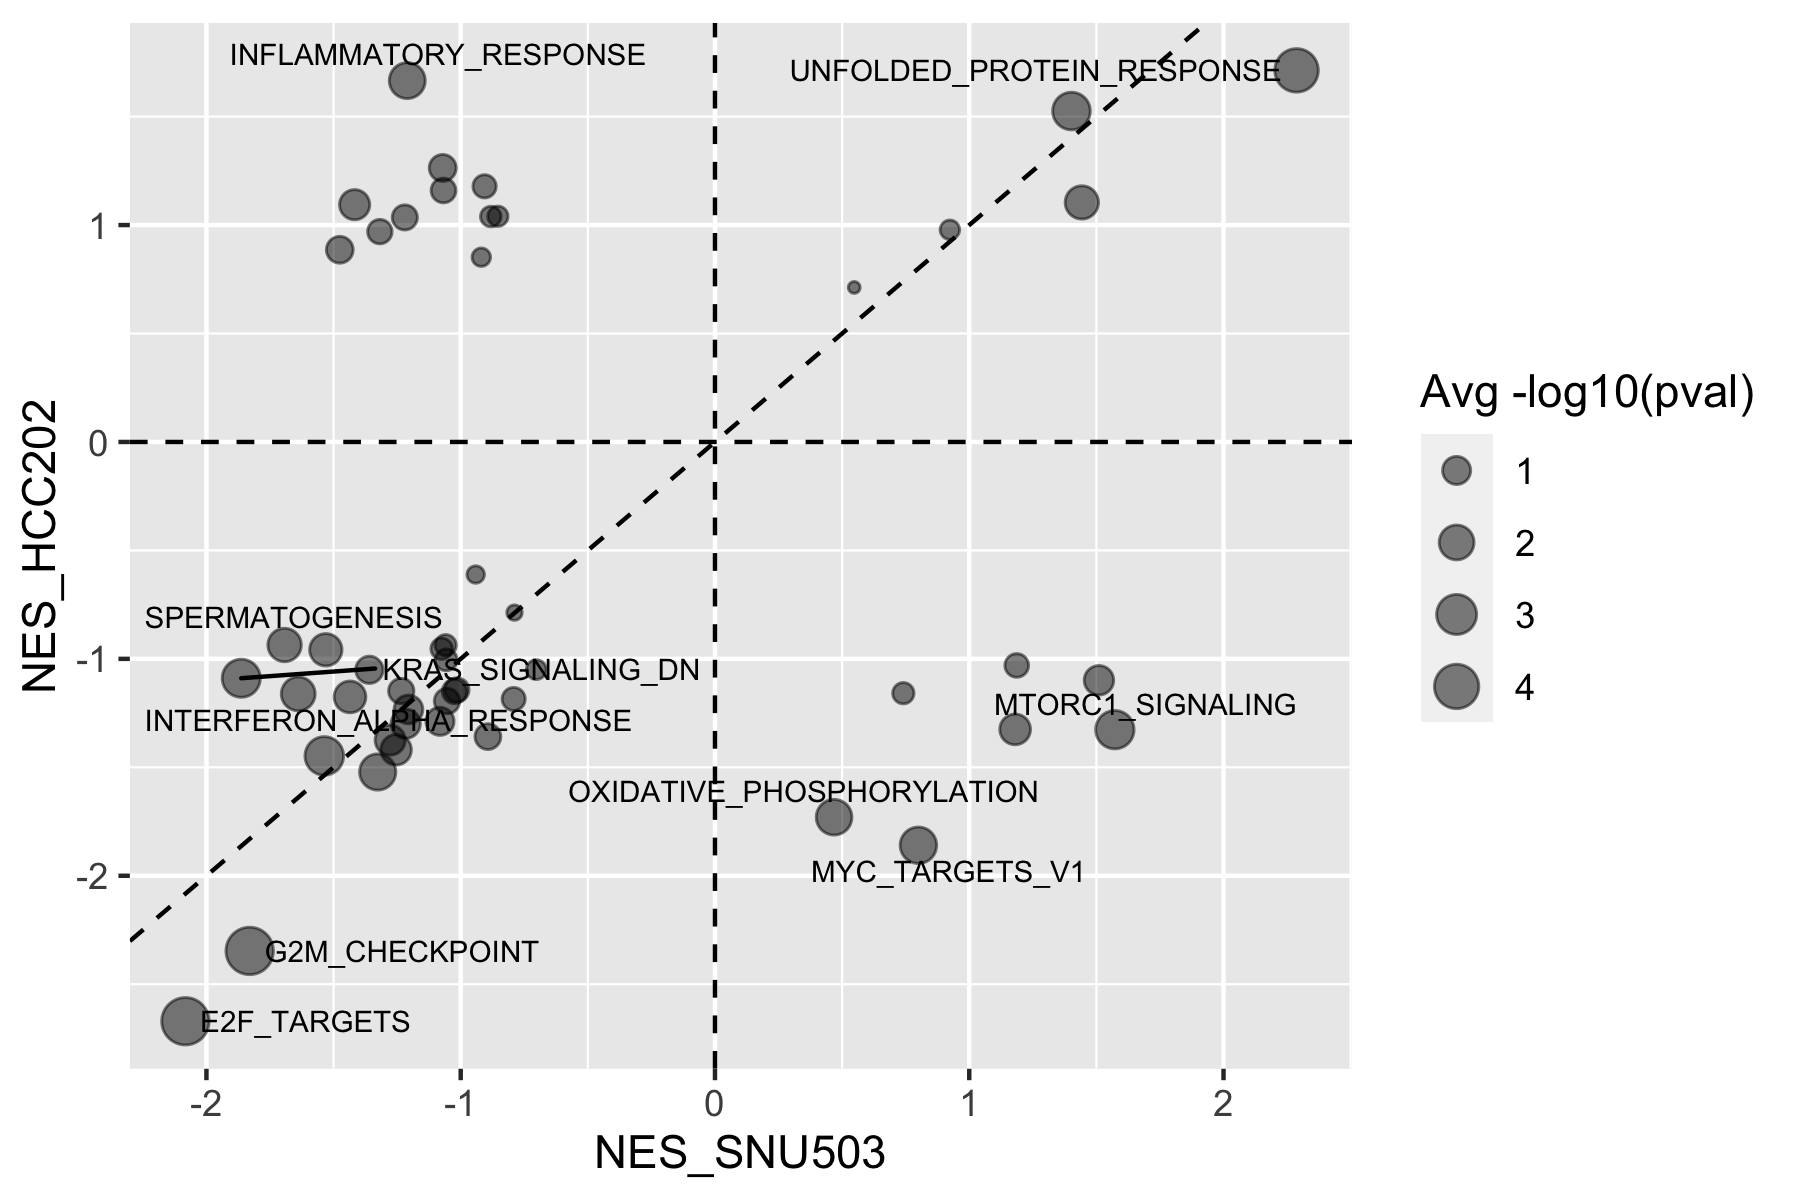 INFLAMMATORY_RESPONSE
UNFOLDED_PROTEIN_RESPONSE
1
0
-1
-2
NES_HCC202
SPERMATOGENESIS
KRAS_SIGNALING_DN
INTERFERON_ALPHA_RESPONSE
MTORC1_SIGNALING
OXIDATIVE_PHOSPHORYLATION
MYC_TARGETS_V1
G2M_CHECKPOINT
E2F_TARGETS
-2 -1 0 1 2
NES_SNU503
Avg -log10(pval)
1
2
3
4